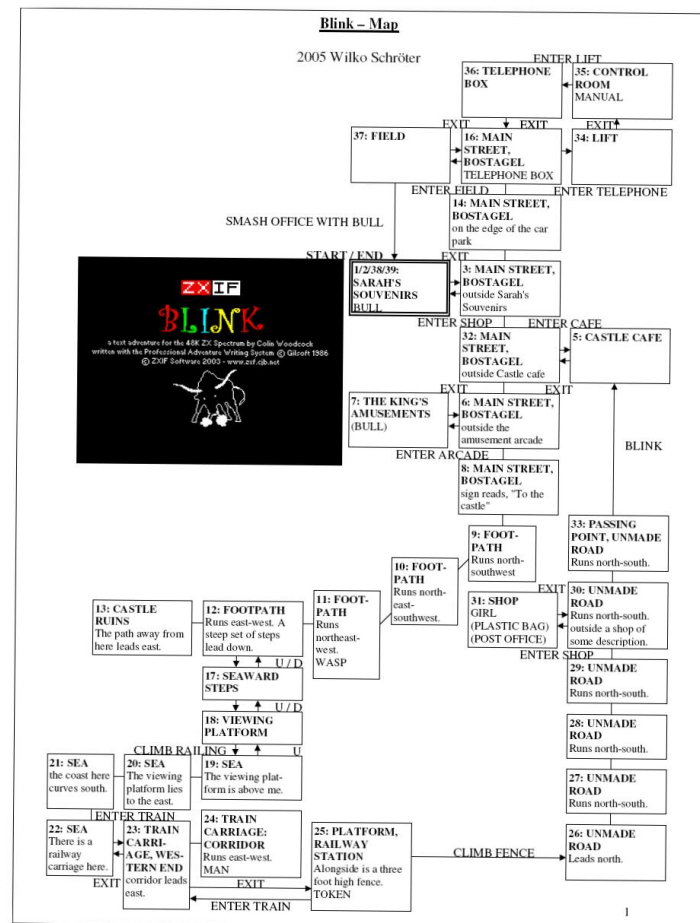 Blink – Map
2005 Wilko Schröter
ENTER LIFT
36: TELEPHONE
BOX
35: CONTROL
ROOM
MANUAL
EXIT
EXIT
EXIT
37: FIELD
16: MAIN
STREET,
BOSTAGEL
TELEPHONE BOX
34: LIFT
ENTER FIELD
ENTER TELEPHONE
14: MAIN STREET,
BOSTAGEL
on the edge of the car
park
SMASH OFFICE WITH BULL
START / END
EXIT
1/2/38/39:
SARAH'S
SOUVENIRS
BULL
3: MAIN STREET,
BOSTAGEL
outside Sarah's
Souvenirs
ENTER SHOP
ENTER CAFE
32: MAIN
STREET,
BOSTAGEL
outside Castle cafe
5: CASTLE CAFE
EXIT
EXIT
ZXIF
BLINK
a text adventure for the 48K ZX Spectrum by Colin Woodcock
written with the Professional Adventure Writing System © Gilsoft 1986
© ZXIF Software 2003 - www.zxf.cjb.net
7: THE KING'S
AMUSEMENTS
(BULL)
6: MAIN STREET,
BOSTAGEL
outside the
amusement arcade
BLINK
ENTER ARCADE
8: MAIN STREET,
BOSTAGEL
sign reads, "To the
castle"
33: PASSING
POINT, UNMADE
ROAD
Runs north-south.
9: FOOT-
PATH
Runs north-
southwest
10: FOOT-
PATH
Runs north-
east-
southwest.
EXIT
31: SHOP
GIRL
(PLASTIC BAG)
(POST OFFICE)
30: UNMADE
ROAD
Runs north-south.
outside a shop of
some description.
ENTER SHOP
13: CASTLE
RUINS
The path away from
here leads east.
12: FOOTPATH
Runs east-west. A
steep set of steps
lead down.
11: FOOT-
PATH
Runs
northeast-
west.
WASP
U / D
29: UNMADE
ROAD
Runs north-south.
17: SEAWARD
STEPS
U / D
18: VIEWING
PLATFORM
28: UNMADE
ROAD
Runs north-south.
CLIMB RAILING
U
21: SEA
the coast here
curves south.
20: SEA
The viewing
platform lies
to the east.
19: SEA
The viewing plat-
form is above me.
27: UNMADE
ROAD
Runs north-south.
ENTER TRAIN
22: SEA
There is a
railway
carriage here.
23: TRAIN
CARRI-
AGE, WES-
TERN END
corridor leads
east.
24: TRAIN
CARRIAGE:
CORRIDOR
Runs east-west.
MAN
25: PLATFORM,
RAILWAY
STATION
Alongside is a three
foot high fence.
TOKEN
CLIMB FENCE
26: UNMADE
ROAD
Leads north.
EXIT
EXIT
ENTER TRAIN
1